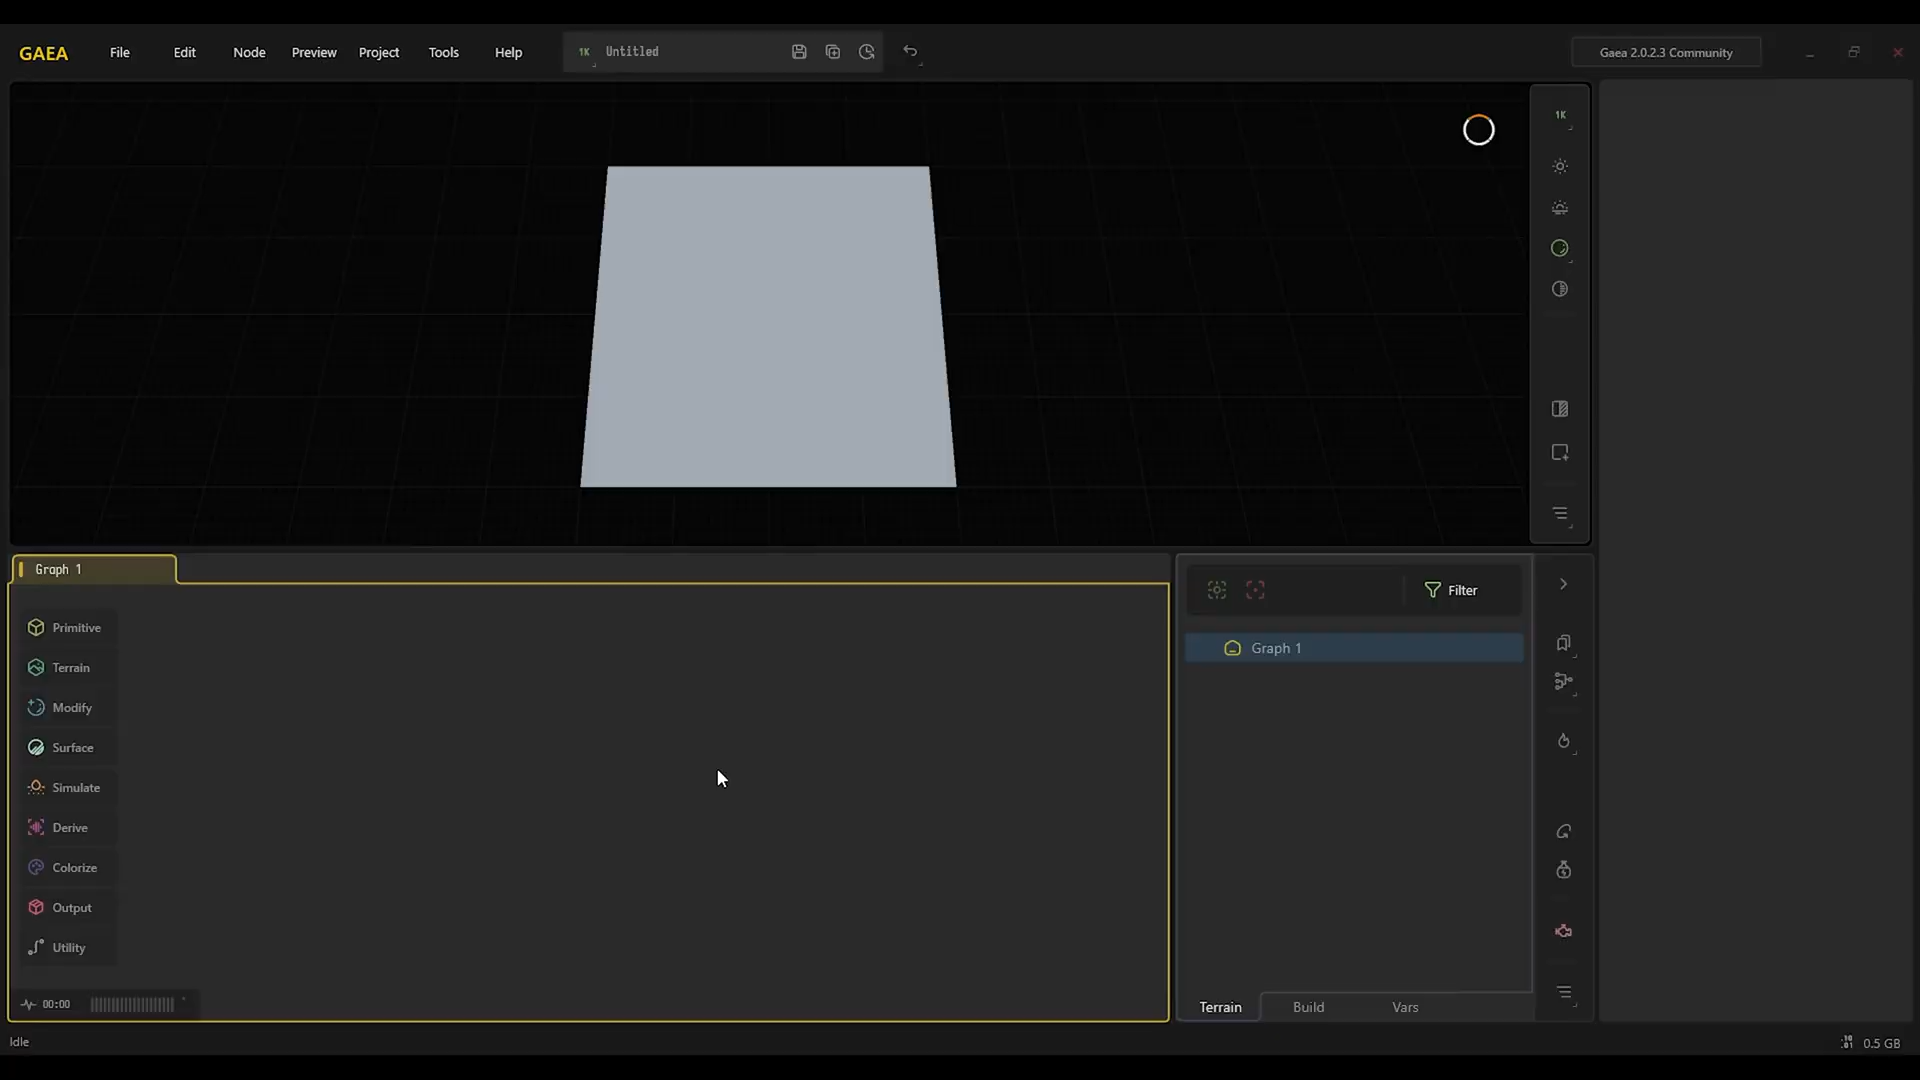 GAEA
File
Edit
Node
Preview
Project
Tools
Help
1K
Untitled
Gaea 2.0.2.3 Community
1K
Graph 1
Primitive
Terrain
Modify
Surface
Simulate
Derive
Colorize
Output
Utility
00:00
Filter
Graph 1
Terrain
Build
Vars
Idle
0.5 GB